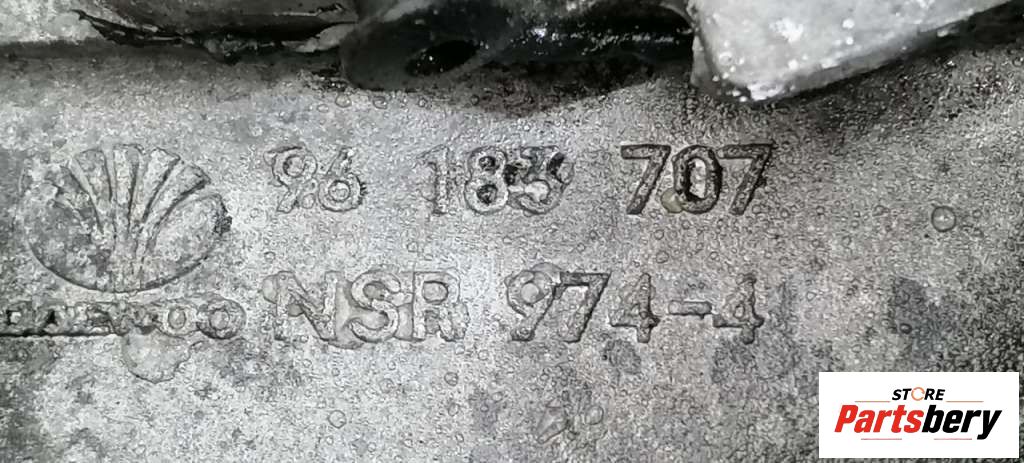 96 183 707
DAEWOO
NSR 974-4
STORE
Partsbery